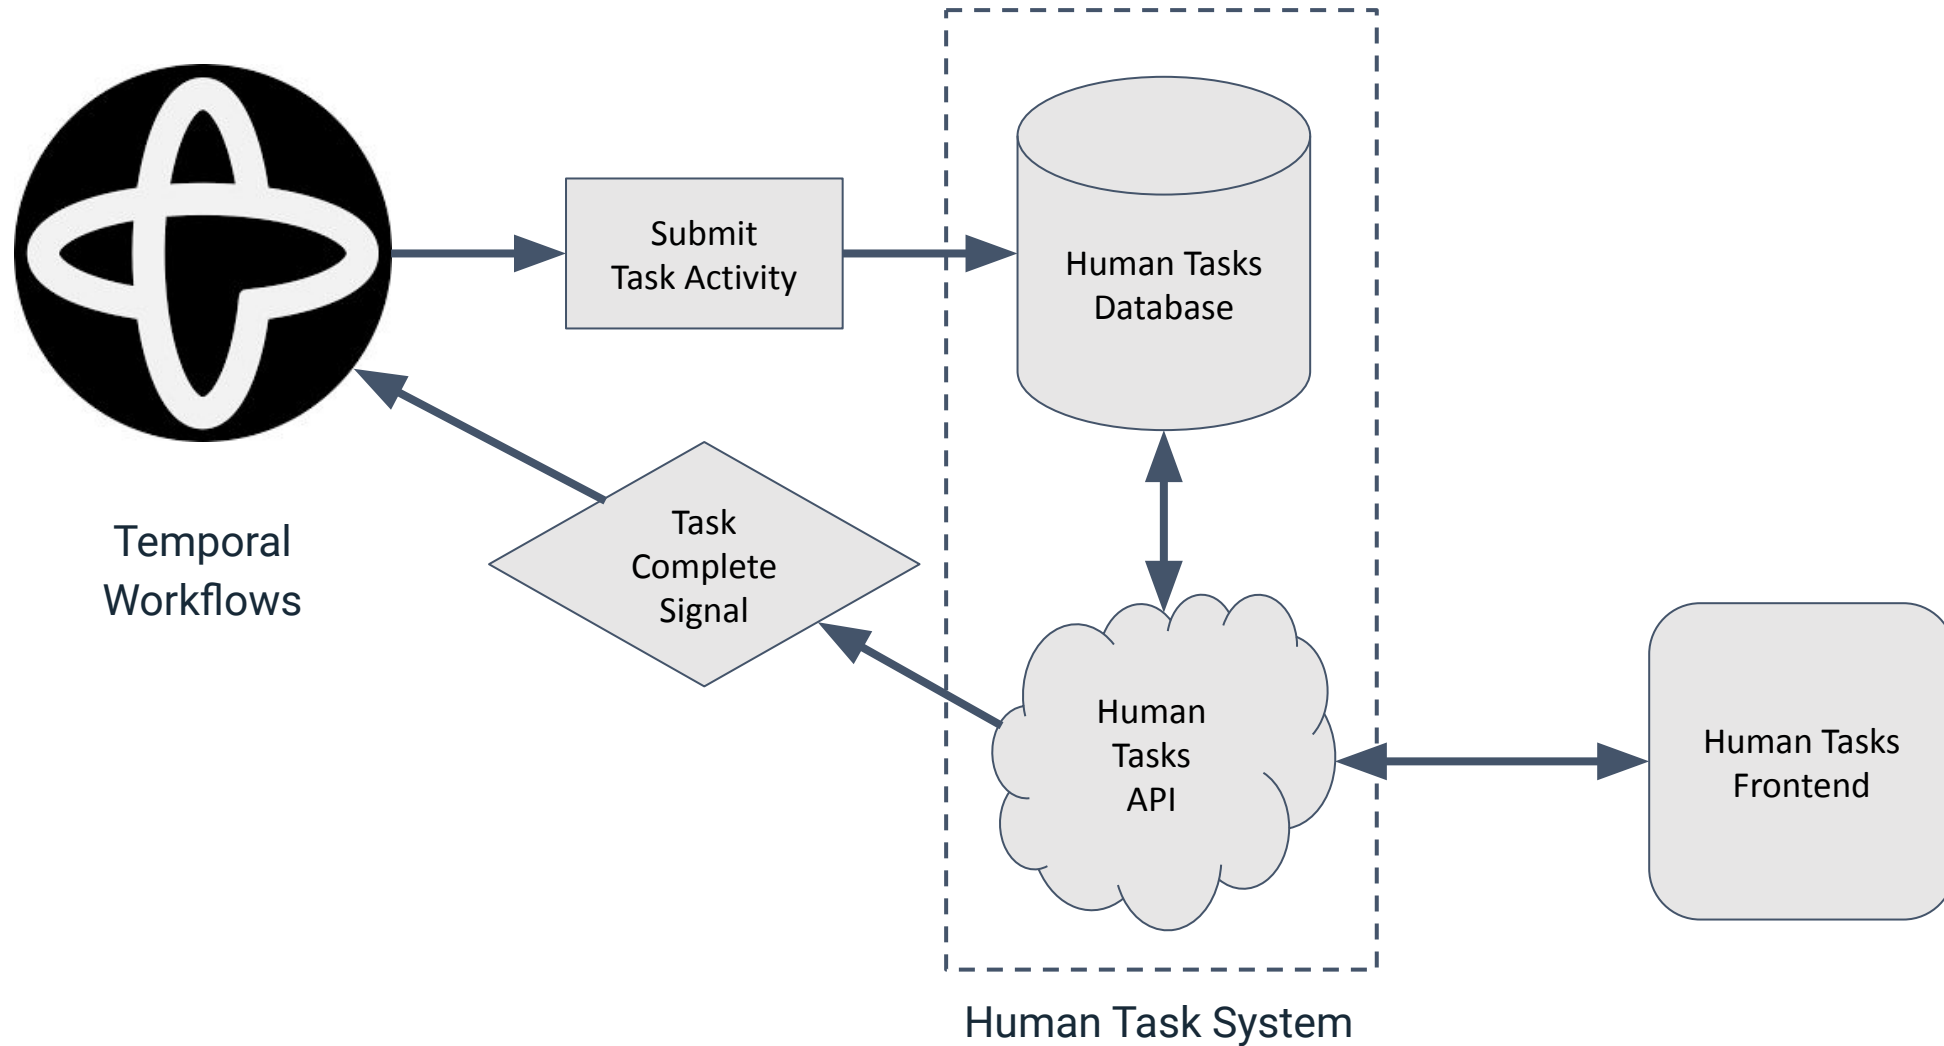 Submit
Task Activity
Human Tasks
Database
Temporal
Workflows
Task
Complete
Signal
Human
Tasks
API
Human Tasks
Frontend
Human Task System